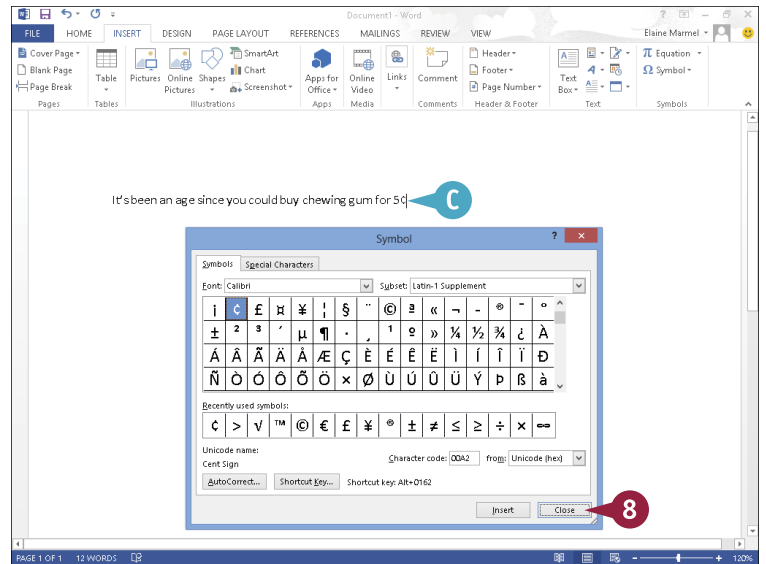 Document1 - Word
FILE HOME INSERT DESIGN PAGE LAYOUT REFERENCES MAILINGS REVIEW VIEW Elaine Marmel
Cover Page
Blank Page
Page Break
Pages
Table
Tables
Pictures
Online Pictures
Shapes
SmartArt
Chart
Screenshot
Illustrations
Apps for Office
Apps
Online Video
Media
Links
Comment
Comments
Header
Footer
Page Number
Header & Footer
Text Box
A
A
Text
π Equation
Ω Symbol
Symbols
It's been an age since you could buy chewing gum for 5¢
C
Symbol ? ×
Symbols Special Characters
Font: Calibri Subset: Latin-1 Supplement
¡ ¢ £ ¤ ¥ ¦ § ¨ © ª « ¬ - ® ¯ °
± ² ³ ´ µ ¶ · ¸ ¹ º » ¼ ½ ¾ ¿ À
Á Â Ã Ä Å Æ Ç È É Ê Ë Ì Í Î Ï Ð
Ñ Ò Ó Ô Õ Ö × Ø Ù Ú Û Ü Ý Þ ß à
Recently used symbols:
¢ > √ ™ © € £ ¥ ® ± ≠ ≤ ≥ ÷ × ∞
Unicode name:
Cent Sign
Character code: 00A2 from: Unicode (hex)
AutoCorrect... Shortcut Key... Shortcut key: Alt+0162
Insert Close
8
PAGE 1 OF 1 12 WORDS 120%